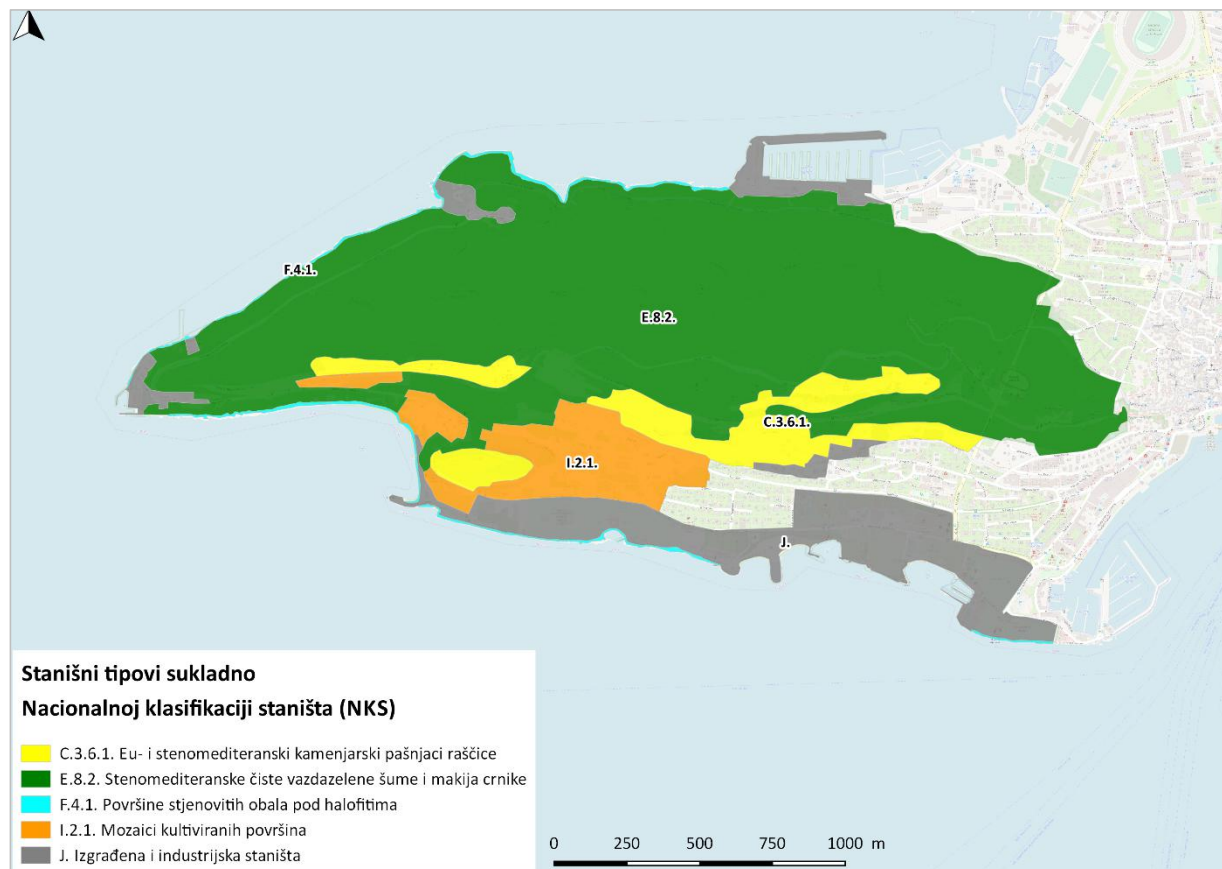 F.4.1.
E.8.2.
C.3.6.1.
I.2.1.
J.
Stanišni tipovi sukladno
Nacionalnoj klasifikaciji staništa (NKS)
C.3.6.1. Eu- i stenomediteranski kamenjarski pašnjaci raščice
E.8.2. Stenomediteranske čiste vazdazelene šume i makija crnike
F.4.1. Površine stjenovitih obala pod halofitima
I.2.1. Mozaici kultiviranih površina
J. Izgrađena i industrijska staništa
0 250 500 750 1000 m